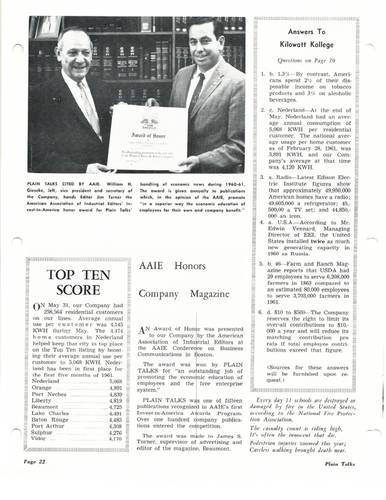 PLAIN TALKS CITED BY AAIE. William H.
Giesake, left, vice president and secretary of
the Company, hands Editor Jim Turner the
American Association of Industrial Editors' In-
vest-in-America honor award for Plain Talks'
handling of economic news during 1960-61.
The award is given annually to publications
which, in the opinion of the AAIE, promote
"in a superior way the economic education of
employees for their own and company benefit."
TOP TEN
SCORE
ON May 31, our Company had
298,564 residential customers
on our lines. Average annual
use per customer was 4,145
KWH during May. The 3,474
home customers in Nederland
helped keep that city in top place
on the Top Ten listing by boost-
ing their average annual use per
customer to 5,068 KWH. Neder-
land has been in first place for
the first five months of 1961.
Nederland 5,068
Orange 4,991
Port Neches 4,839
Liberty 4,819
Beaumont 4,725
Lake Charles 4,491
Baton Rouge 4,485
Port Arthur 4,308
Sulphur 4,276
Vidor 4,170
AAIE Honors
Company Magazine
AN Award of Honor was presented
to our Company by the American
Association of Industrial Editors at
the AAIE Conference on Business
Communications in Boston.
The award was won by PLAIN
TALKS for "an outstanding job of
promoting the economic education of
employees and the free enterprise
system."
PLAIN TALKS was one of fifteen
publications recognized in AAIE's first
Invest-in-America Awards Program.
Over one hundred company publica-
tions entered the competition.
The award was made to James S.
Turner, supervisor of advertising and
editor of the magazine, Beaumont.
Answers To
Kilowatt Kollege
Questions on Page 20
1. b. 1.3%—By contrast, Ameri-
cans spend 2% of their dis-
posable income on tobacco
products and 3% on alcoholic
beverages.
2. c. Nederland—At the end of
May, Nederland had an aver-
age annual consumption of
5,068 KWH per residential
customer. The national aver-
age usage per home customer
as of February 28, 1961, was
3,891 KWH, and our Com-
pany's average at that time
was 4,120 KWH.
3. a. Radio—Latest Edison Elec-
tric Institute figures show
that approximately 49,950,000
American homes have a radio;
49,605,000 a refrigerator; 45,-
500,000 a TV set; and 44,850,-
000 an icon.
4. a. U.S.A.—According to Mr.
Edwin Vennard, Managing
Director of EEI, the United
States installed twice as much
new generating capacity in
1960 as Russia.
5. b. 46—Farm and Ranch Mag-
azine reports that USDA had
29 employees to serve 6,208,000
farmers in 1863 compared to
an estimated 80,000 employees
to serve 3,703,000 farmers in
1961.
6. d. $10 to $500—The Company
reserves the right to limit its
over-all contributions to $10,-
000 a year and will reduce its
matching contribution pro
rata if total employee contri-
butions exceed that figure.
(Sources for these answers
will be furnished upon re-
quest.)
Every day 11 schools are destroyed or
damaged by fire in the United States,
according to the National Fire Protec-
tion Association.
The casualty count is riding high,
It's often the innocent that die.
Pedestrian injuries zoomed this year;
Careless walking brought death near.
Page 22
Plain Talks